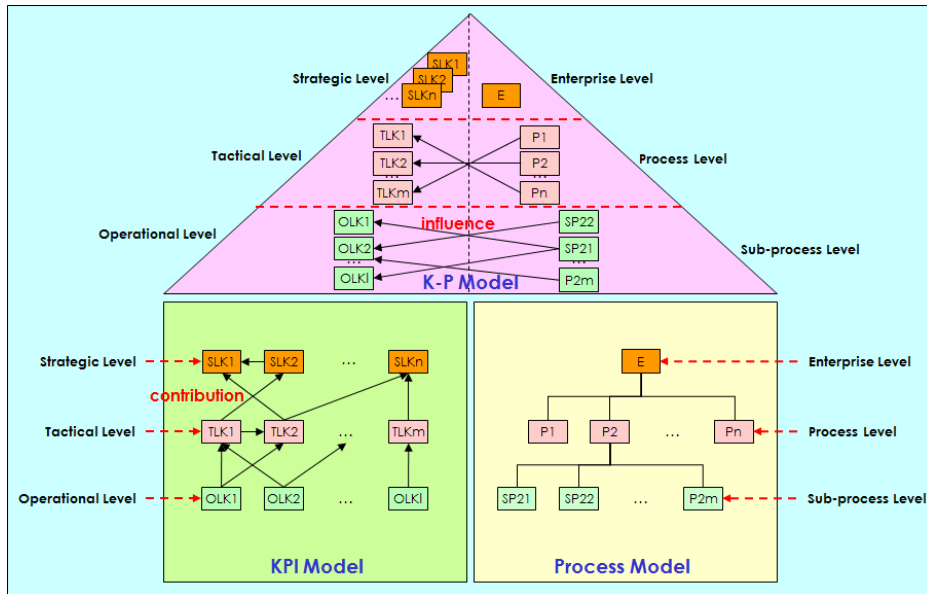 SLK1
Strategic Level
Enterprise Level
SLK2
...
SLKn
E
TLK1
P1
Tactical Level
TLK2
P2
Process Level
...
...
TLKm
Pn
OLK1
influence
SP22
Operational Level
OLK2
SP21
Sub-process Level
...
...
OLKl
K-P Model
P2m
Strategic Level
SLK1
SLK2
...
SLKn
E
Enterprise Level
contribution
Tactical Level
TLK1
TLK2
...
TLKm
P1
P2
...
Pn
Process Level
Operational Level
OLK1
OLK2
...
OLKl
SP21
SP22
...
P2m
Sub-process Level
KPI Model
Process Model